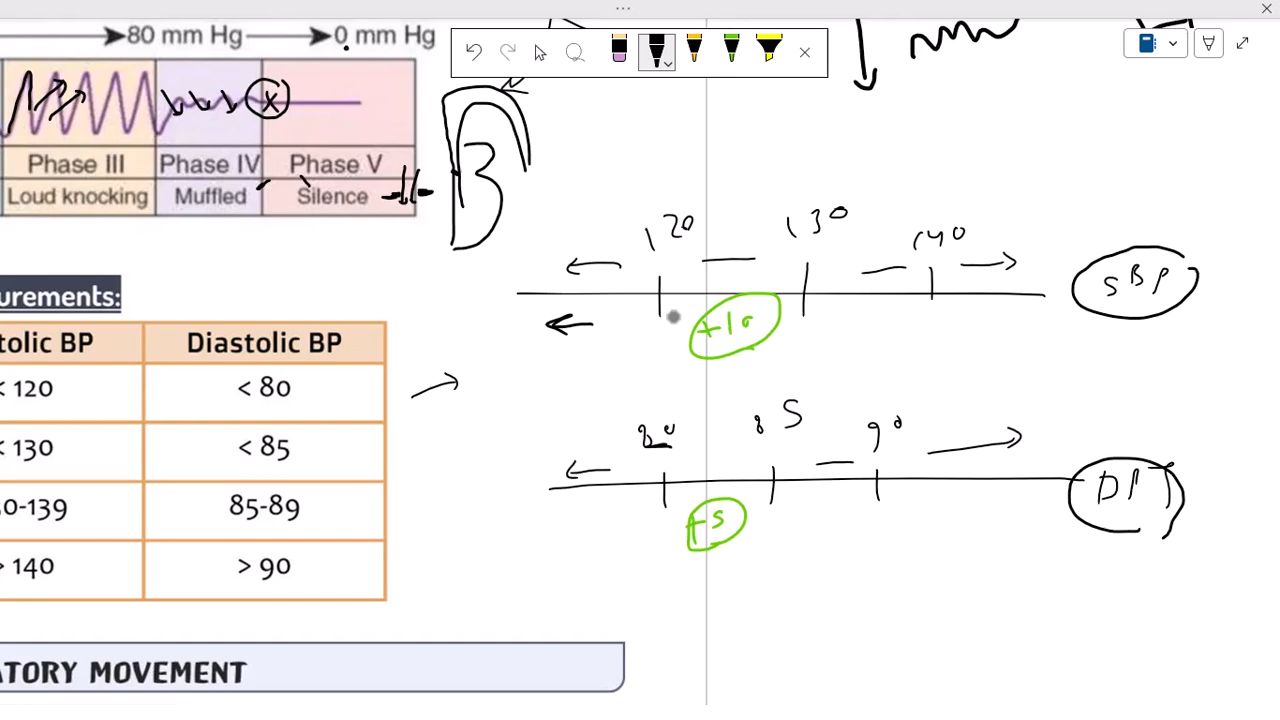 80 mm Hg 0 mm Hg
x
Phase III Phase IV Phase V
Loud knocking Muffled Silence
B
120 130 140
SBP
+10
urements:
tolic BP Diastolic BP
< 120 < 80
< 130 < 85
0-139 85-89
> 140 > 90
80 85 90
+5
ATORY MOVEMENT